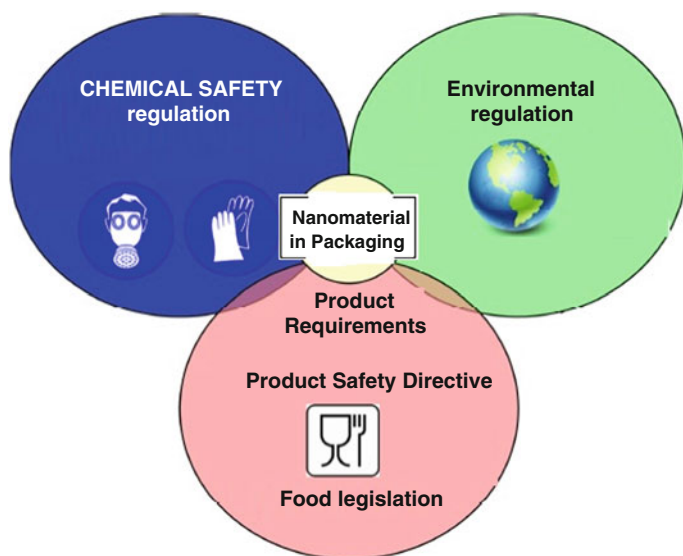 CHEMICAL SAFETY
regulation
Environmental
regulation
Nanomaterial
in Packaging
Product
Requirements
Product Safety Directive
Food legislation